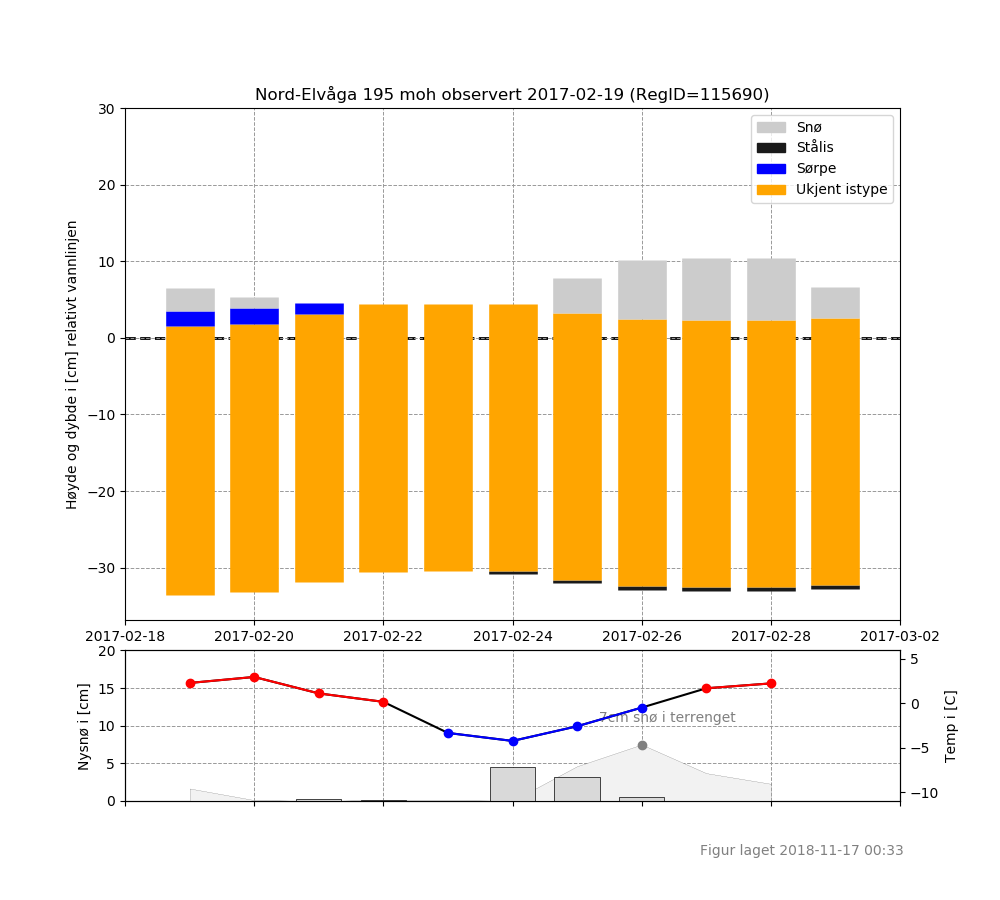 Nord-Elvåga 195 moh observert 2017-02-19 (RegID=115690)
Høyde og dybde i [cm] relativt vannlinjen
30
20
10
0
−10
−20
−30
Snø
Stålis
Sørpe
Ukjent istype
2017-02-18
2017-02-20
2017-02-22
2017-02-24
2017-02-26
2017-02-28
2017-03-02
Nysnø i [cm]
20
15
10
5
0
7cm snø i terrenget
5
0
−5
−10
Temp i [C]
Figur laget 2018-11-17 00:33